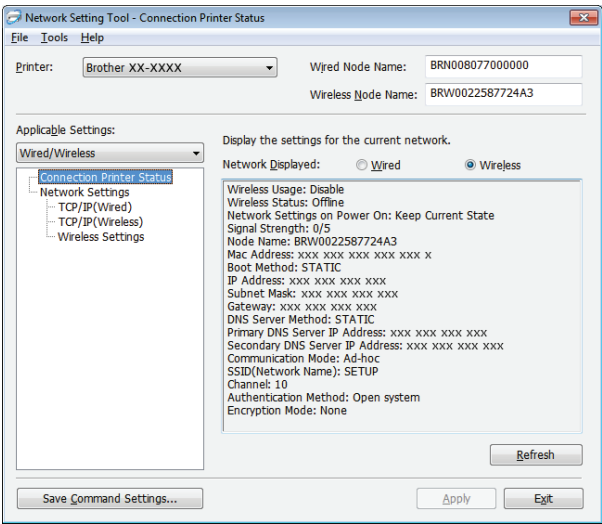 Network Setting Tool - Connection Printer Status
File Tools Help
Printer: Brother XX-XXXX
Wired Node Name: BRN008077000000
Wireless Node Name: BRW0022587724A3
Applicable Settings:
Wired/Wireless
Connection Printer Status
Network Settings
TCP/IP(Wired)
TCP/IP(Wireless)
Wireless Settings
Display the settings for the current network.
Network Displayed: Wired Wireless
Wireless Usage: Disable
Wireless Status: Offline
Network Settings on Power On: Keep Current State
Signal Strength: 0/5
Node Name: BRW0022587724A3
Mac Address: xxx xxx xxx xxx xxx x
Boot Method: STATIC
IP Address: xxx xxx xxx xxx
Subnet Mask: xxx xxx xxx xxx
Gateway: xxx xxx xxx xxx
DNS Server Method: STATIC
Primary DNS Server IP Address: xxx xxx xxx xxx
Secondary DNS Server IP Address: xxx xxx xxx xxx
Communication Mode: Ad-hoc
SSID(Network Name): SETUP
Channel: 10
Authentication Method: Open system
Encryption Mode: None
Refresh
Save Command Settings... Apply Exit